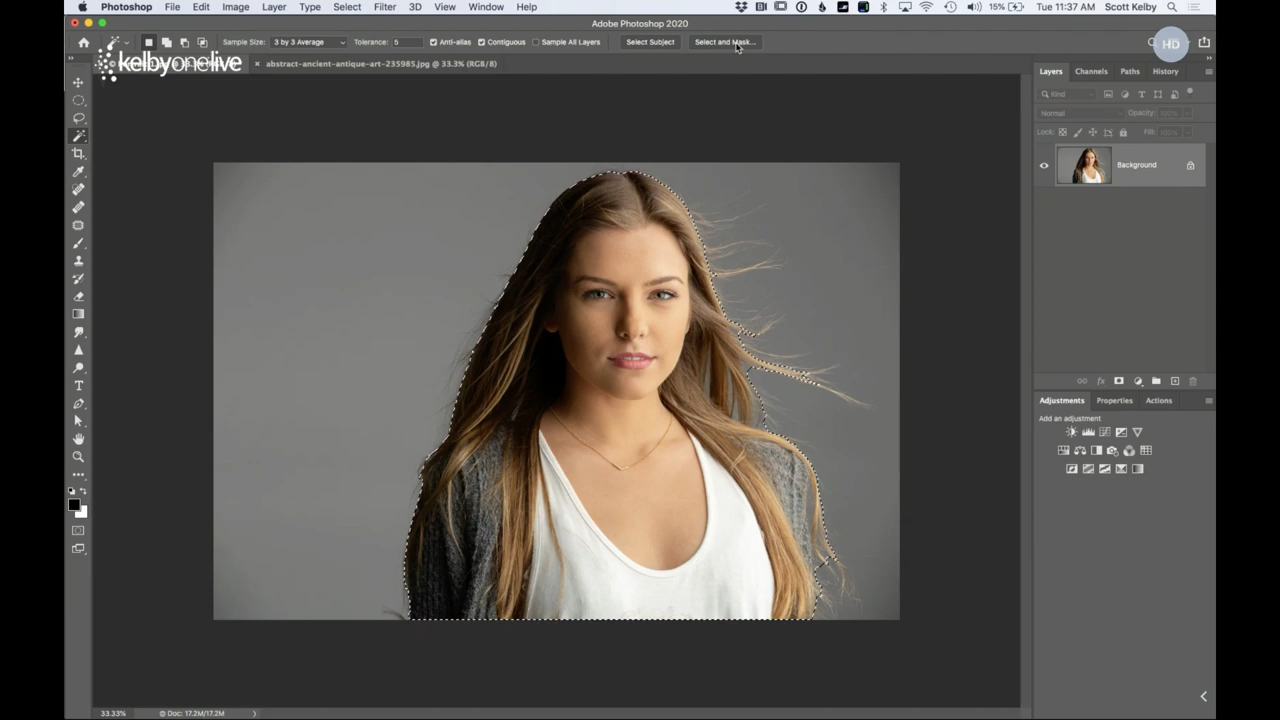 Photoshop File Edit Image Layer Type Select Filter 3D View Window Help 15% Tue 11:37 AM Scott Kelby
Adobe Photoshop 2020
Sample Size: 3 by 3 Average Tolerance: 5 Anti-alias Contiguous Sample All Layers Select Subject Select and Mask... HD
kelbyonelive
abstract-ancient-antique-art-235985.jpg @ 33.3% (RGB/8)
Layers Channels Paths History
Kind
Normal Opacity: 100%
Lock: Fill: 100%
Background
Adjustments Properties Actions
Add an adjustment
33.33% Doc: 17.2M/17.2M